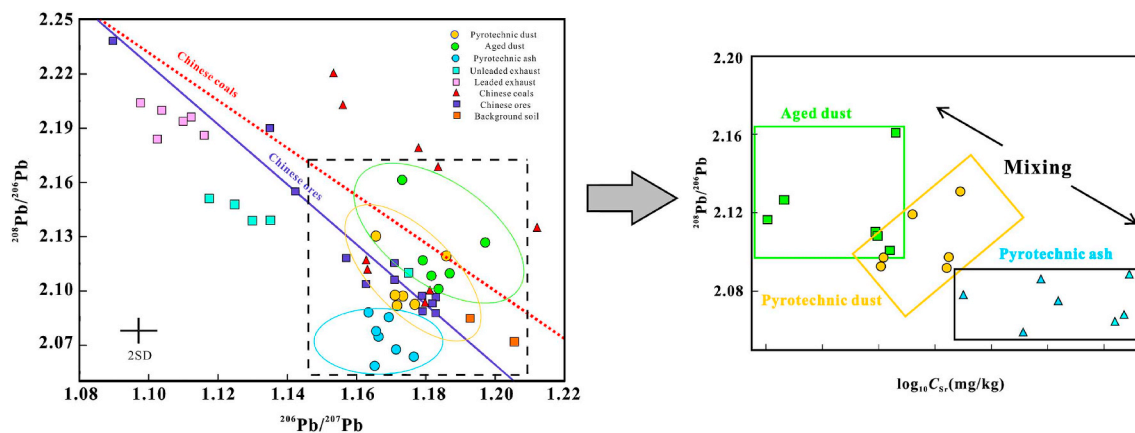 2.25
2.22
2.19
2.16
2.13
2.10
2.07
1.08
1.10
1.12
1.14
1.16
1.18
1.20
1.22
²⁰⁸Pb/²⁰⁶Pb
²⁰⁶Pb/²⁰⁷Pb
Chinese coals
Chinese ores
2SD
Pyrotechnic dust
Aged dust
Pyrotechnic ash
Unleaded exhaust
Leaded exhaust
Chinese coals
Chinese ores
Background soil
2.20
2.16
2.12
2.08
²⁰⁸Pb/²⁰⁶Pb
Aged dust
Mixing
Pyrotechnic ash
Pyrotechnic dust
log₁₀C_Sr(mg/kg)